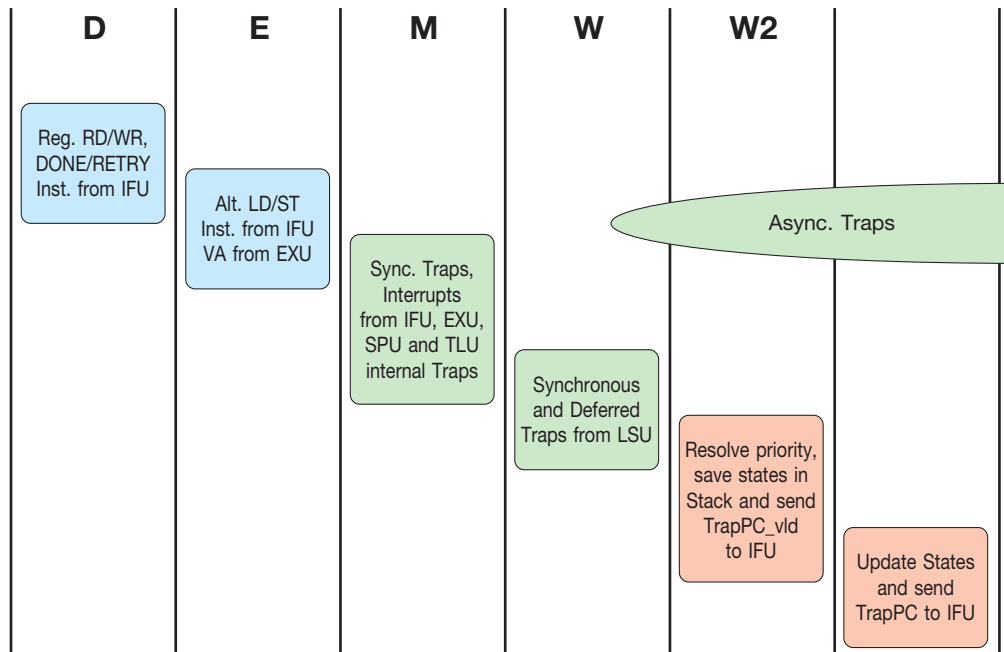 D
E
M
W
W2
Reg. RD/WR,
DONE/RETRY
Inst. from IFU
Alt. LD/ST
Inst. from IFU
VA from EXU
Async. Traps
Sync. Traps,
Interrupts
from IFU, EXU,
SPU and TLU
internal Traps
Synchronous
and Deferred
Traps from LSU
Resolve priority,
save states in
Stack and send
TrapPC_vld
to IFU
Update States
and send
TrapPC to IFU